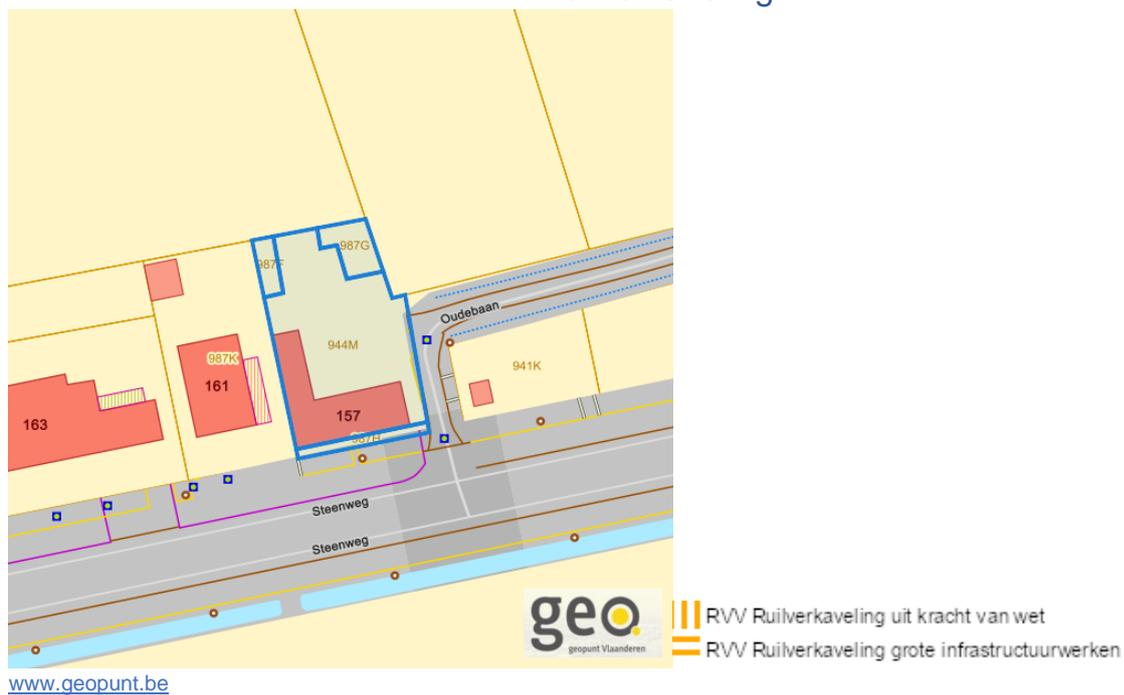 987G
987F
Oudebaan
944M
987K
161
941K
157
163
987H
Steenweg
Steenweg
geo
geopunt Vlaanderen
RVV Ruilverkaveling uit kracht van wet
RVV Ruilverkaveling grote infrastructuurwerken
www.geopunt.be